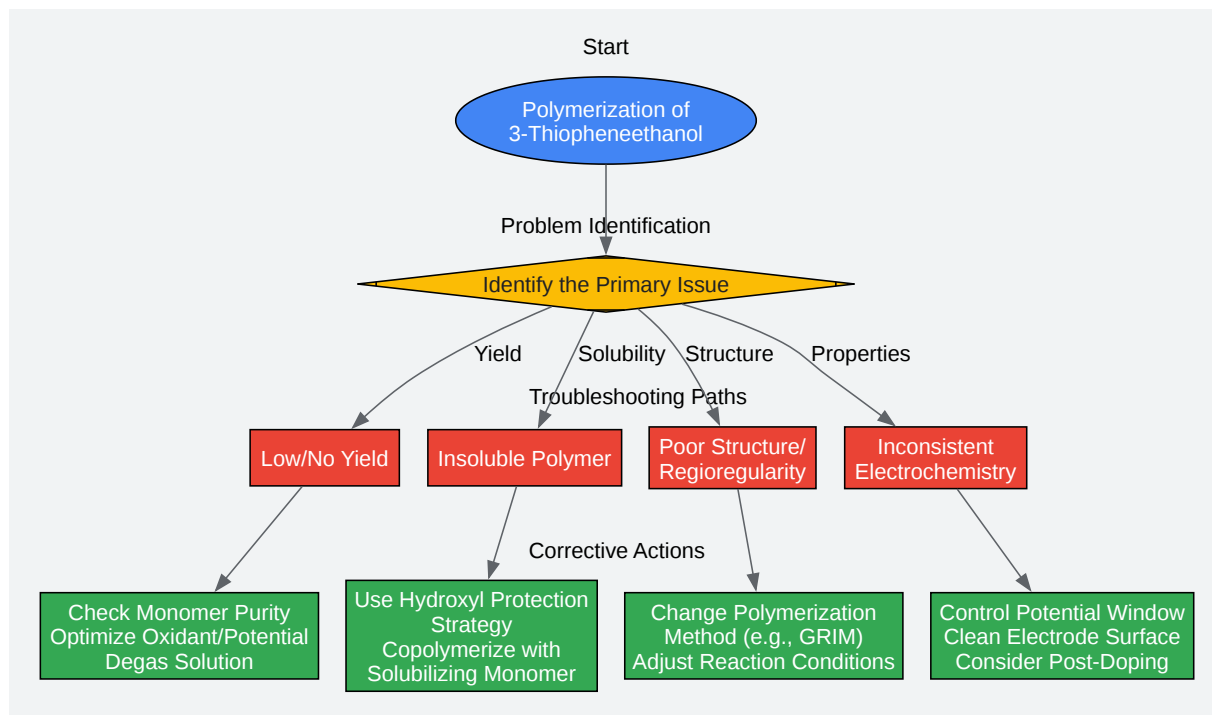 Start
Polymerization of
3-Thiopheneethanol
Problem Identification
Identify the Primary Issue
Yield
Solubility
Structure
Properties
Troubleshooting Paths
Low/No Yield
Insoluble Polymer
Poor Structure/
Regioregularity
Inconsistent
Electrochemistry
Corrective Actions
Check Monomer Purity
Optimize Oxidant/Potential
Degas Solution
Use Hydroxyl Protection
Strategy
Copolymerize with
Solubilizing Monomer
Change Polymerization
Method (e.g., GRIM)
Adjust Reaction Conditions
Control Potential Window
Clean Electrode Surface
Consider Post-Doping